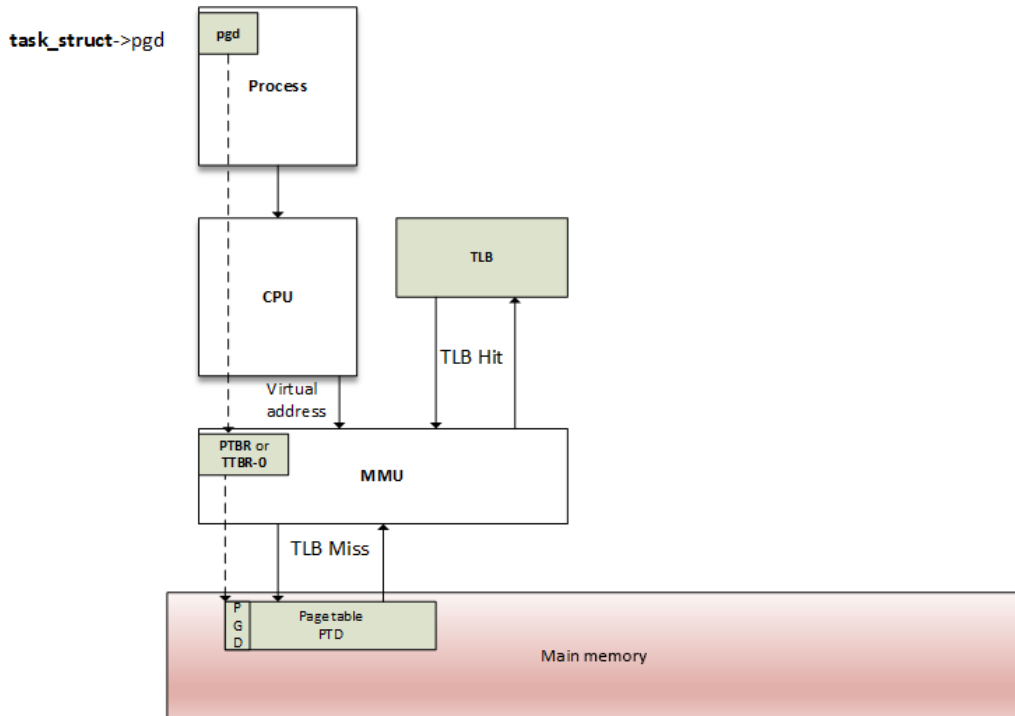 task_struct->pgd
pgd
Process
CPU
TLB
TLB Hit
Virtual
address
PTBR or
TTBR-0
MMU
TLB Miss
P
G
D
Page table
PTD
Main memory